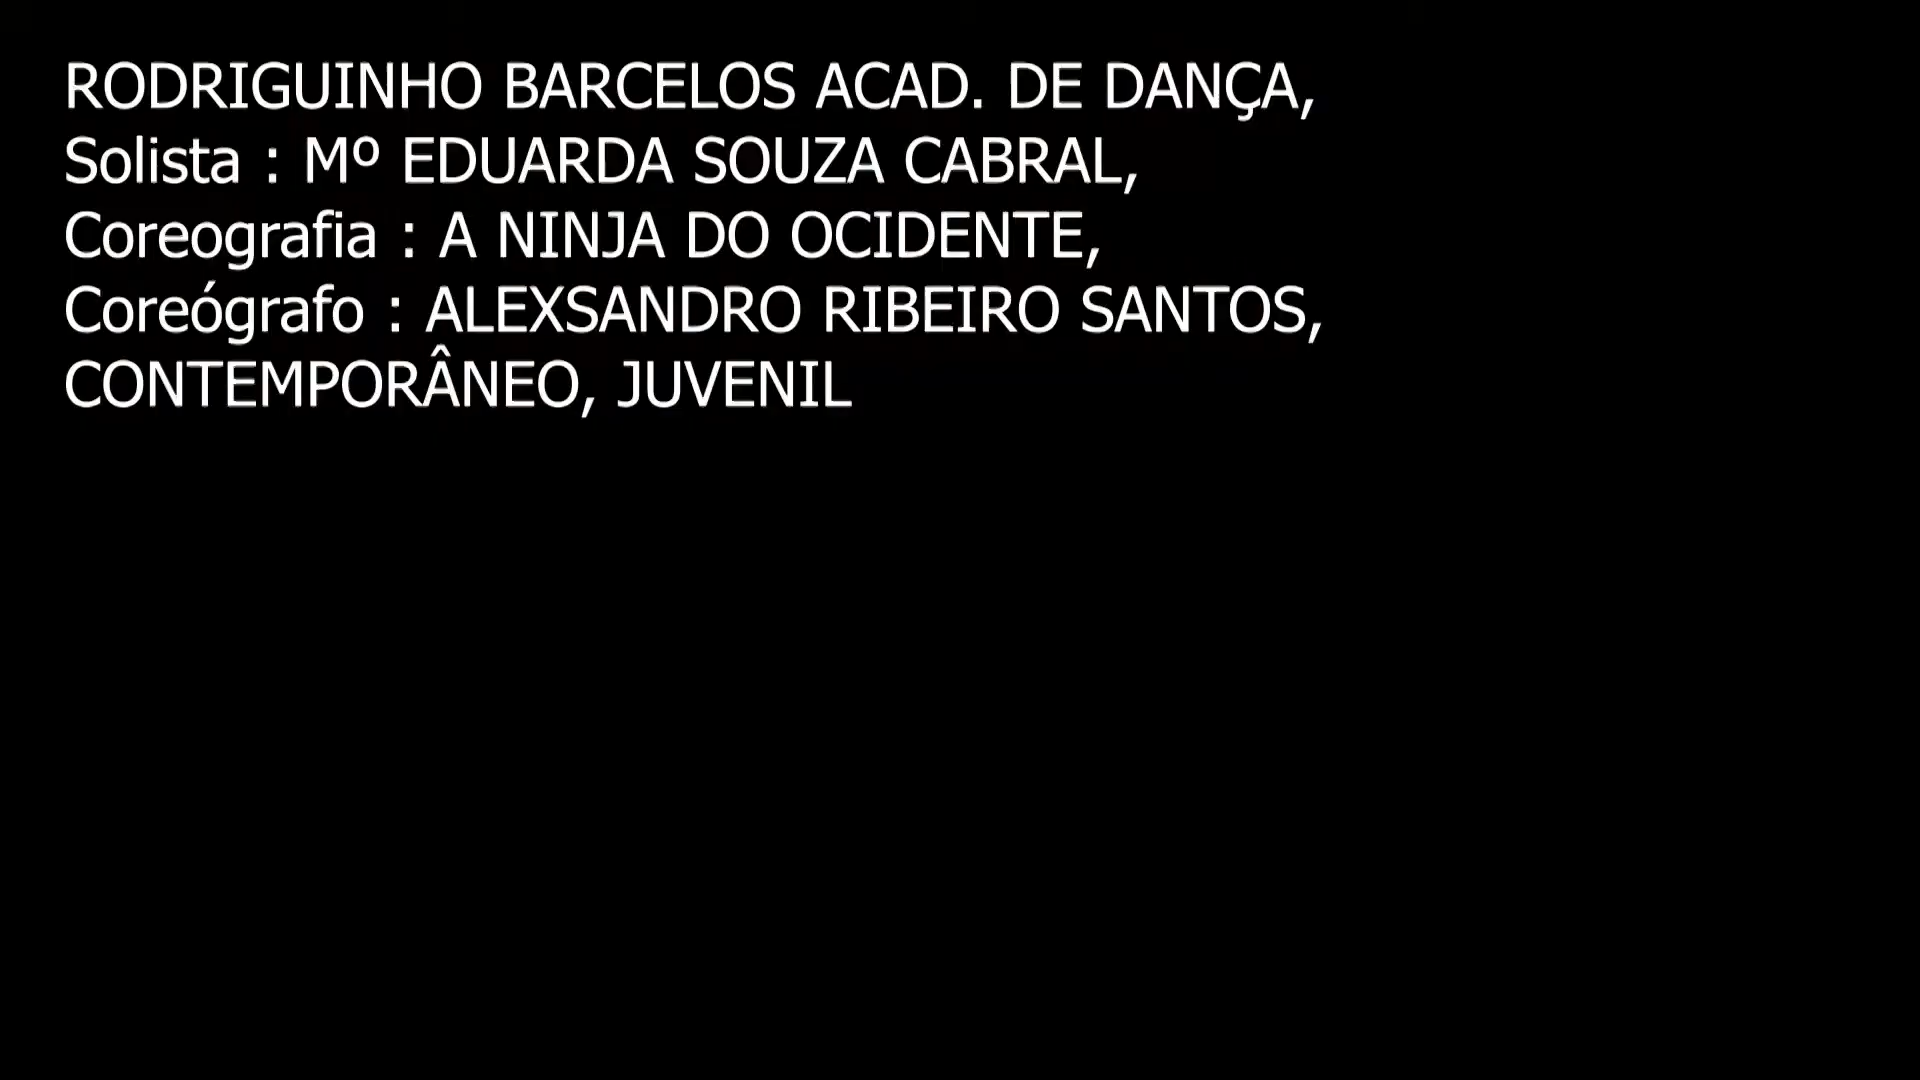 RODRIGUINHO BARCELOS ACAD. DE DANÇA,
Solista : Mº EDUARDA SOUZA CABRAL,
Coreografia : A NINJA DO OCIDENTE,
Coreógrafo : ALEXSANDRO RIBEIRO SANTOS,
CONTEMPORÂNEO, JUVENIL